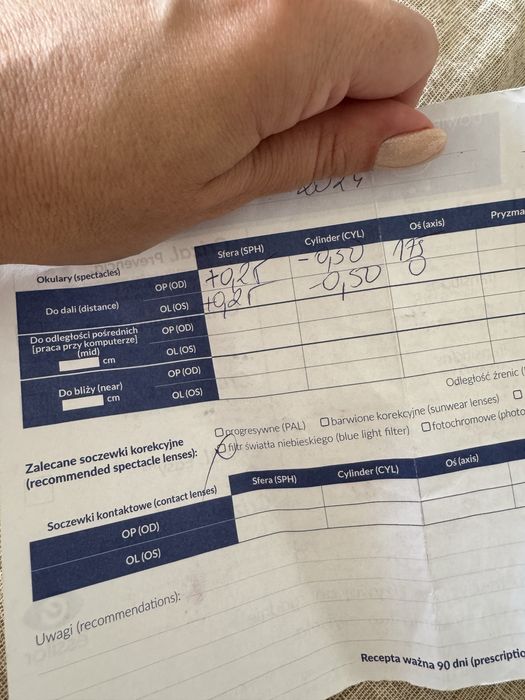 2024
Okulary (spectacles) Sfera (SPH) Cylinder (CYL) Oś (axis) Pryzma
Do dali (distance) OP (OD) +0,25 -0,50 175
OL (OS) +0,25 -0,50 0
Do odległości pośrednich
[praca przy komputerze]
(mid)
cm
OP (OD)
OL (OS)
Do bliży (near)
cm
OP (OD)
OL (OS)
Odległość źrenic
Zalecane soczewki korekcyjne
(recommended spectacle lenses):
progresywne (PAL) barwione korekcyjne (sunwear lenses)
filtr światła niebieskiego (blue light filter) fotochromowe (photo
Soczewki kontaktowe (contact lenses) Sfera (SPH) Cylinder (CYL) Oś (axis)
OP (OD)
OL (OS)
Uwagi (recommendations):
Recepta ważna 90 dni (prescriptio